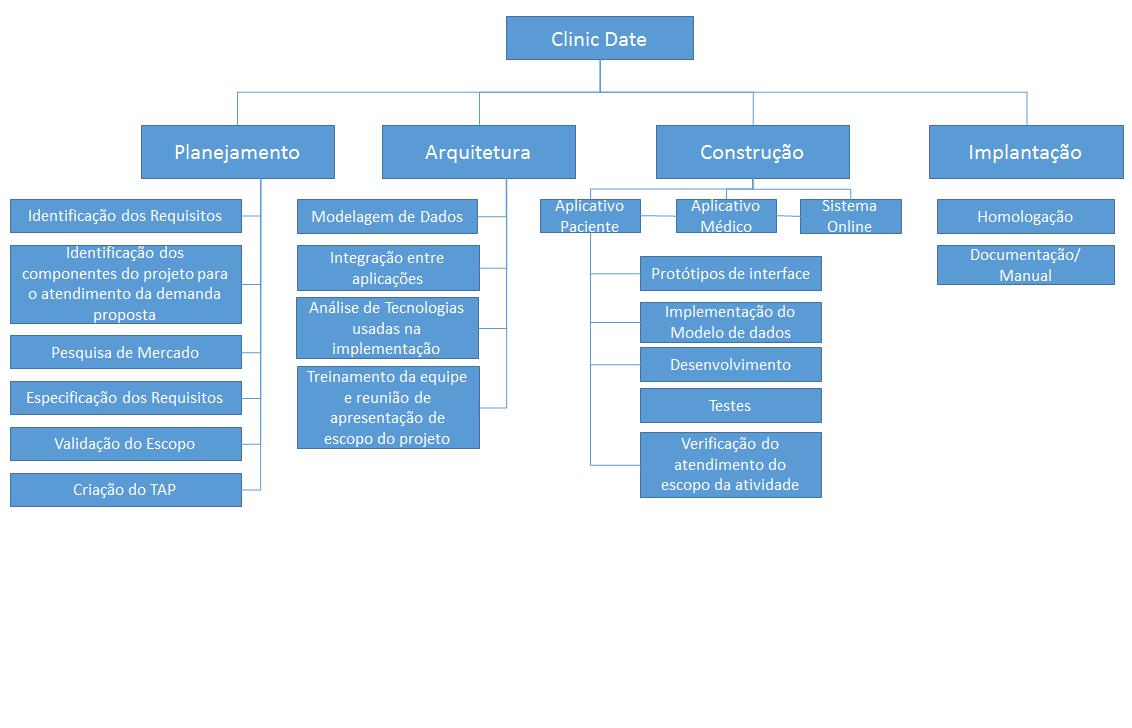 Clinic Date
Planejamento
Identificação dos Requisitos
Identificação dos
componentes do projeto para
o atendimento da demanda
proposta
Pesquisa de Mercado
Especificação dos Requisitos
Validação do Escopo
Criação do TAP
Arquitetura
Modelagem de Dados
Integração entre
aplicações
Análise de Tecnologias
usadas na
implementação
Treinamento da equipe
e reunião de
apresentação de
escopo do projeto
Construção
Aplicativo
Paciente
Aplicativo
Médico
Sistema
Online
Protótipos de interface
Implementação do
Modelo de dados
Desenvolvimento
Testes
Verificação do
atendimento do
escopo da atividade
Implantação
Homologação
Documentação/
Manual